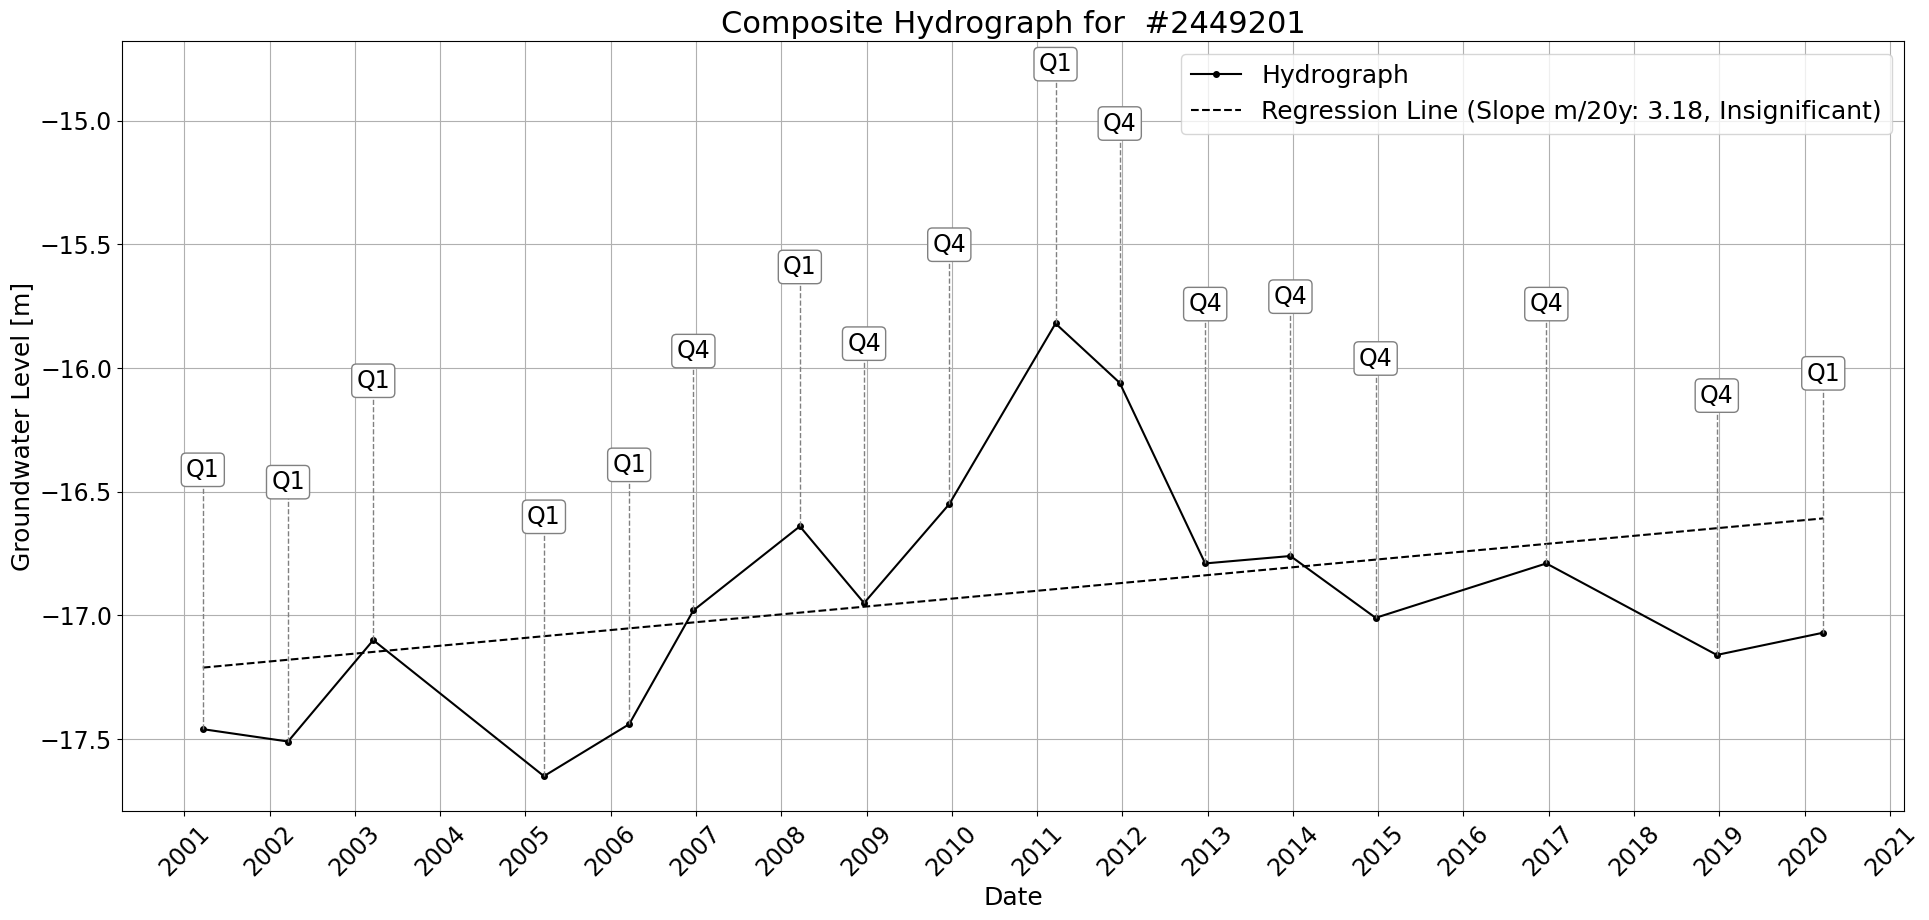 Composite Hydrograph for  #2449201
Hydrograph
Regression Line (Slope m/20y: 3.18, Insignificant)
Groundwater Level [m]
−15.0
−15.5
−16.0
−16.5
−17.0
−17.5
Q1
Q1
Q1
Q1
Q1
Q4
Q1
Q4
Q4
Q1
Q4
Q4
Q4
Q4
Q4
Q4
Q1
2001
2002
2003
2004
2005
2006
2007
2008
2009
2010
2011
2012
2013
2014
2015
2016
2017
2018
2019
2020
2021
Date